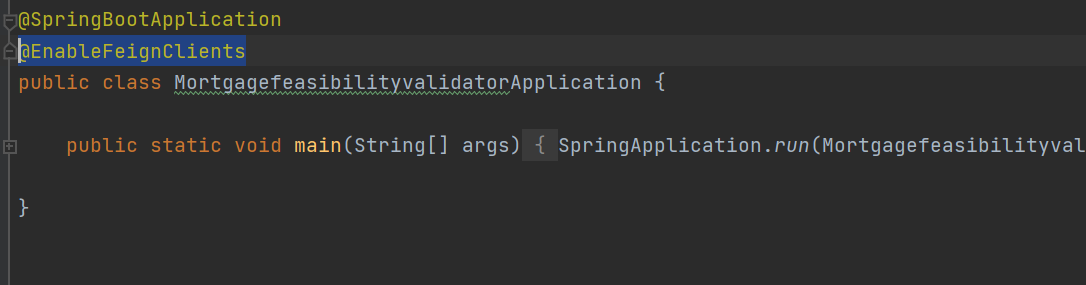 @SpringBootApplication
@EnableFeignClients
public class MortgagefeasibilityvalidatorApplication {
public static void main(String[] args) { SpringApplication.run(Mortgagefeasibilityval
}